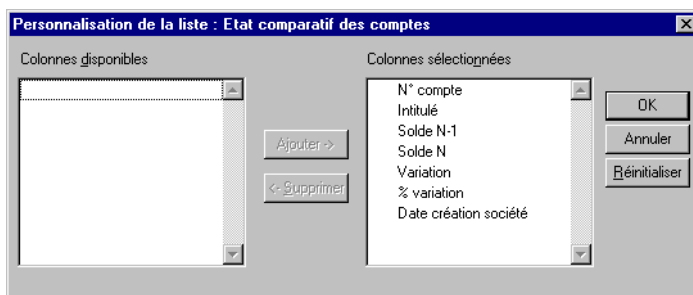 Personnalisation de la liste : Etat comparatif des comptes
Colonnes disponibles
Colonnes sélectionnées
N° compte
Intitulé
Solde N-1
Solde N
Variation
% variation
Date création société
Ajouter ->
<- Supprimer
OK
Annuler
Réinitialiser